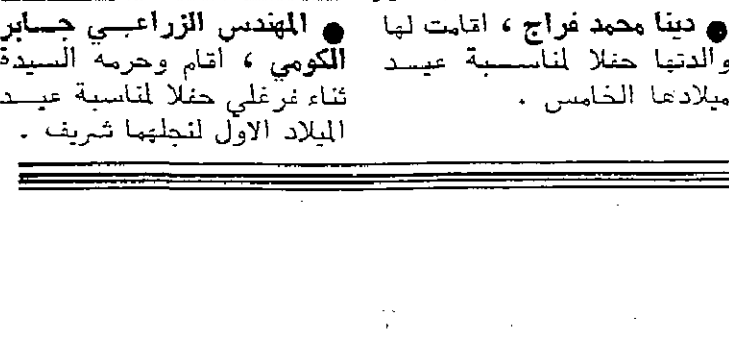 ● دينا محمد فراج ، اقامت لها
والدتها حفلا لمناسبة عيد
ميلادها الخامس .
● المهندس الزراعي جابر
الكومي ، اقام وحرمه السيدة
ثناء فرغلي حفلا لمناسبة عيد
الميلاد الاول لنجلهما شريف .